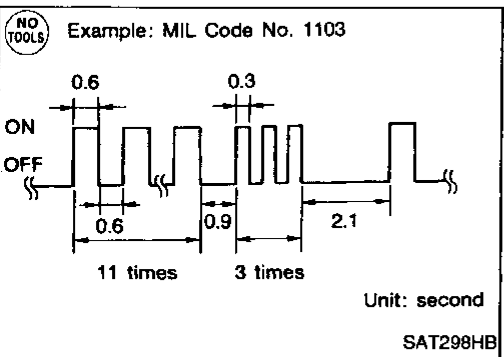 NO TOOLS
Example: MIL Code No. 1103
0.6
0.3
ON
OFF
0.6
0.9
2.1
11 times
3 times
Unit: second
SAT298HB